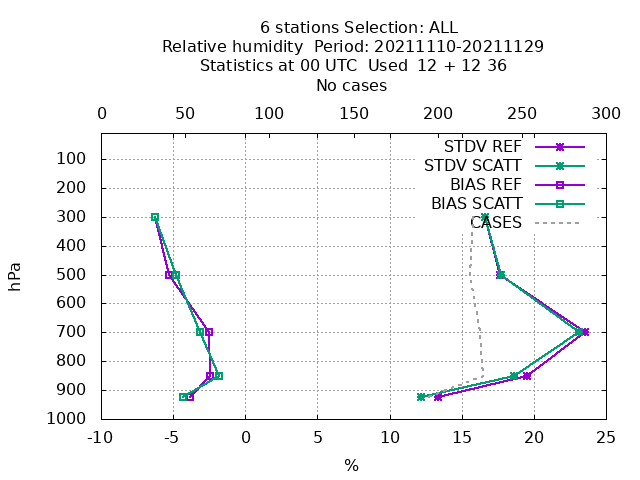 6 stations Selection: ALL
Relative humidity  Period: 20211110-20211129
Statistics at 00 UTC  Used  12 + 12 36
No cases
0 50 100 150 200 250 300
STDV REF
STDV SCATT
BIAS REF
BIAS SCATT
CASES
100
200
300
400
500
600
700
800
900
1000
hPa
-10 -5 0 5 10 15 20 25
%